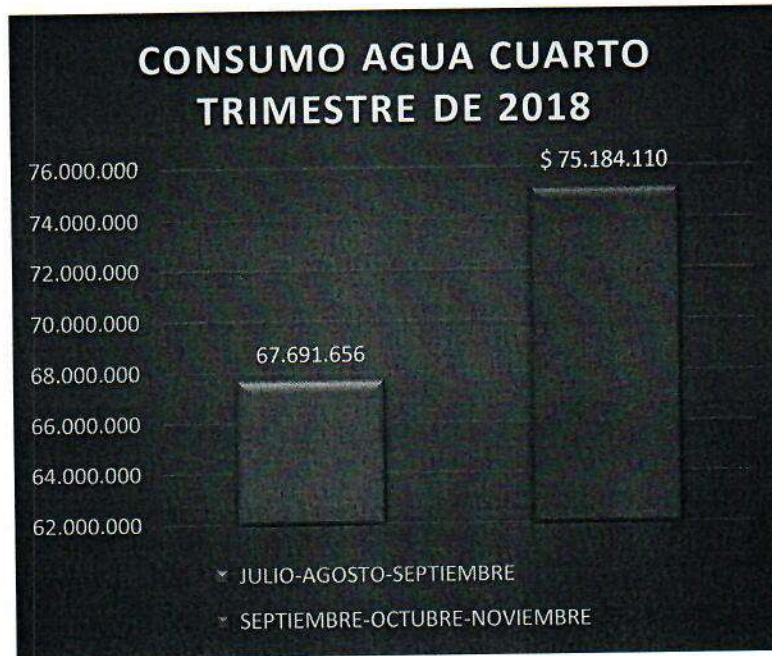 CONSUMO AGUA CUARTO
TRIMESTRE DE 2018
76.000.000
74.000.000
72.000.000
70.000.000
68.000.000
66.000.000
64.000.000
62.000.000
67.691.656
$ 75.184.110
JULIO-AGOSTO-SEPTIEMBRE
SEPTIEMBRE-OCTUBRE-NOVIEMBRE